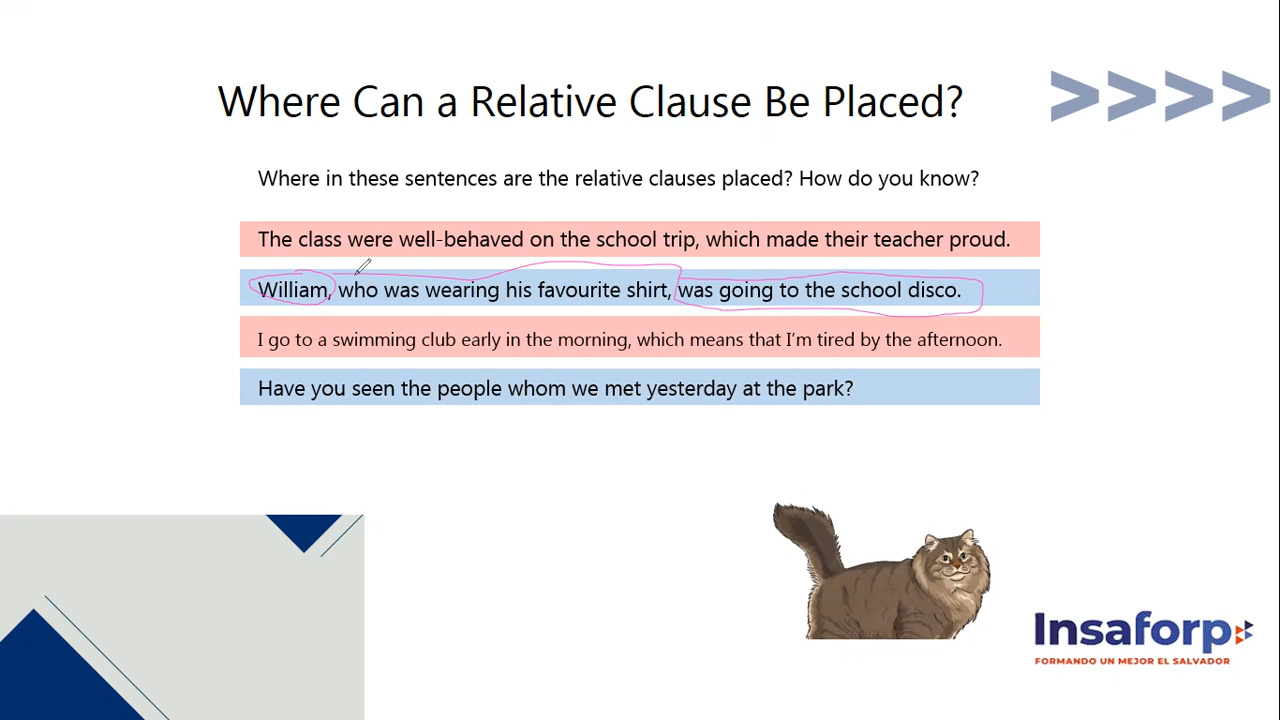 Where Can a Relative Clause Be Placed?
Where in these sentences are the relative clauses placed? How do you know?
The class were well-behaved on the school trip, which made their teacher proud.
William, who was wearing his favourite shirt, was going to the school disco.
I go to a swimming club early in the morning, which means that I’m tired by the afternoon.
Have you seen the people whom we met yesterday at the park?
Insaforp
FORMANDO UN MEJOR EL SALVADOR